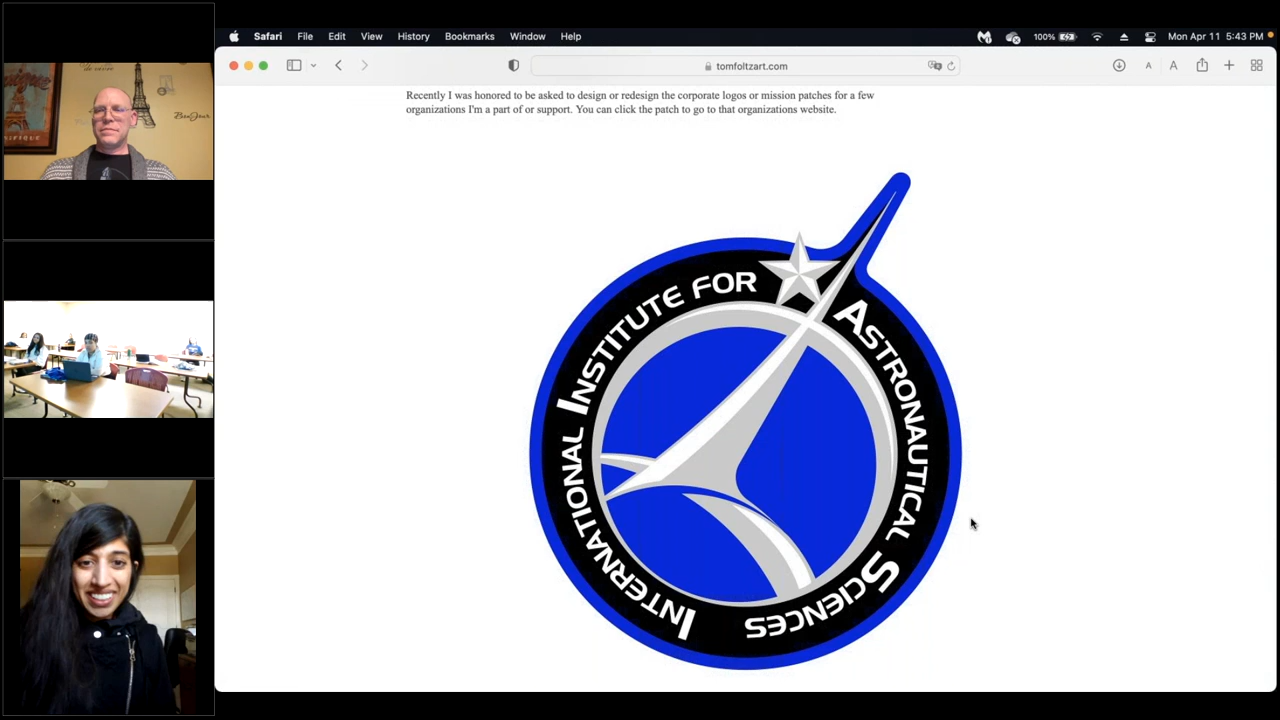 Safari File Edit View History Bookmarks Window Help
100%
Mon Apr 11 5:43 PM
tomfoltzart.com
A A
Recently I was honored to be asked to design or redesign the corporate logos or mission patches for a few
organizations I'm a part of or support. You can click the patch to go to that organizations website.
INTERNATIONAL INSTITUTE FOR ASTRONAUTICAL SCIENCES
BonJour